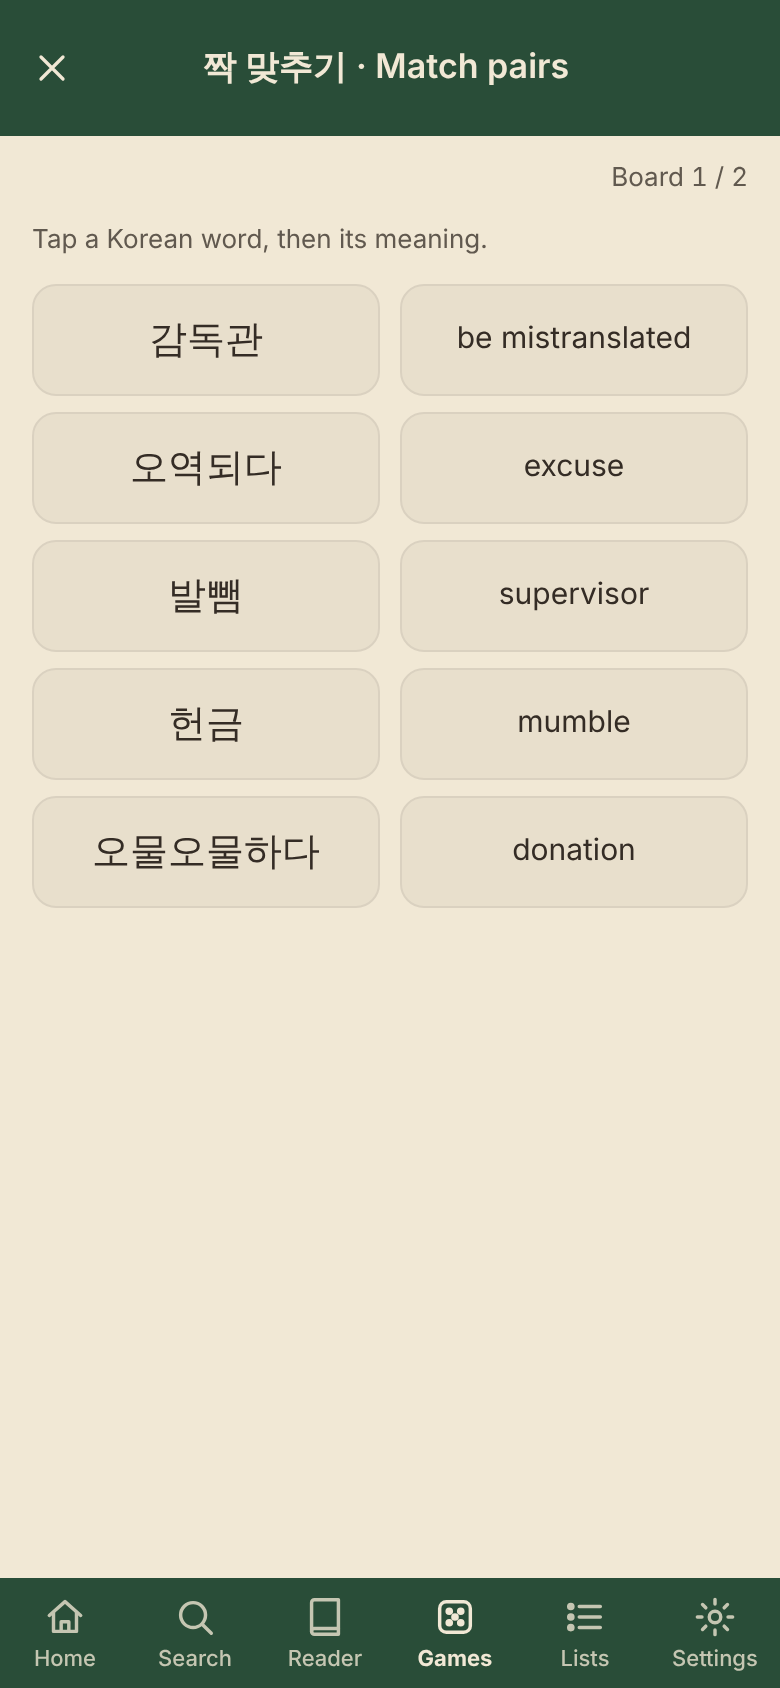 짝 맞추기 · Match pairs
Board 1 / 2
Tap a Korean word, then its meaning.
감독관
be mistranslated
오역되다
excuse
발뺌
supervisor
헌금
mumble
오물오물하다
donation
Home
Search
Reader
Games
Lists
Settings